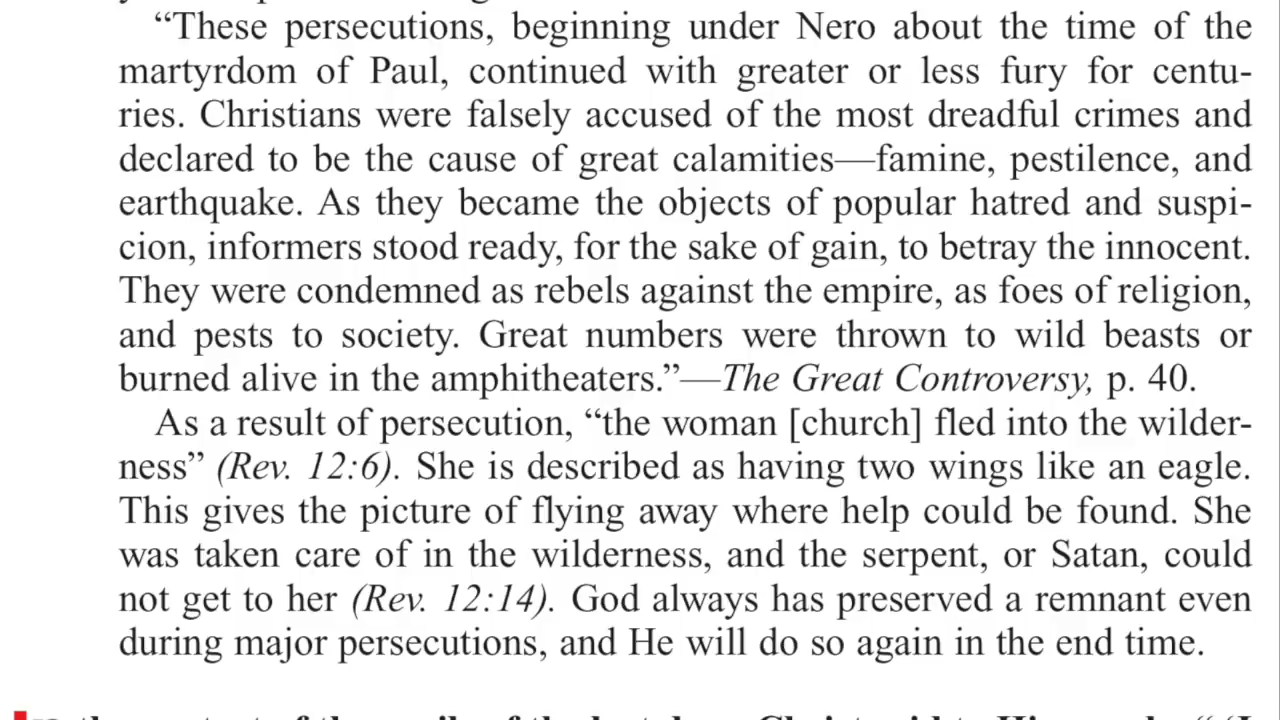 “These persecutions, beginning under Nero about the time of the
martyrdom of Paul, continued with greater or less fury for centu-
ries. Christians were falsely accused of the most dreadful crimes and
declared to be the cause of great calamities—famine, pestilence, and
earthquake. As they became the objects of popular hatred and suspi-
cion, informers stood ready, for the sake of gain, to betray the innocent.
They were condemned as rebels against the empire, as foes of religion,
and pests to society. Great numbers were thrown to wild beasts or
burned alive in the amphitheaters.”—The Great Controversy, p. 40.
As a result of persecution, “the woman [church] fled into the wilder-
ness” (Rev. 12:6). She is described as having two wings like an eagle.
This gives the picture of flying away where help could be found. She
was taken care of in the wilderness, and the serpent, or Satan, could
not get to her (Rev. 12:14). God always has preserved a remnant even
during major persecutions, and He will do so again in the end time.